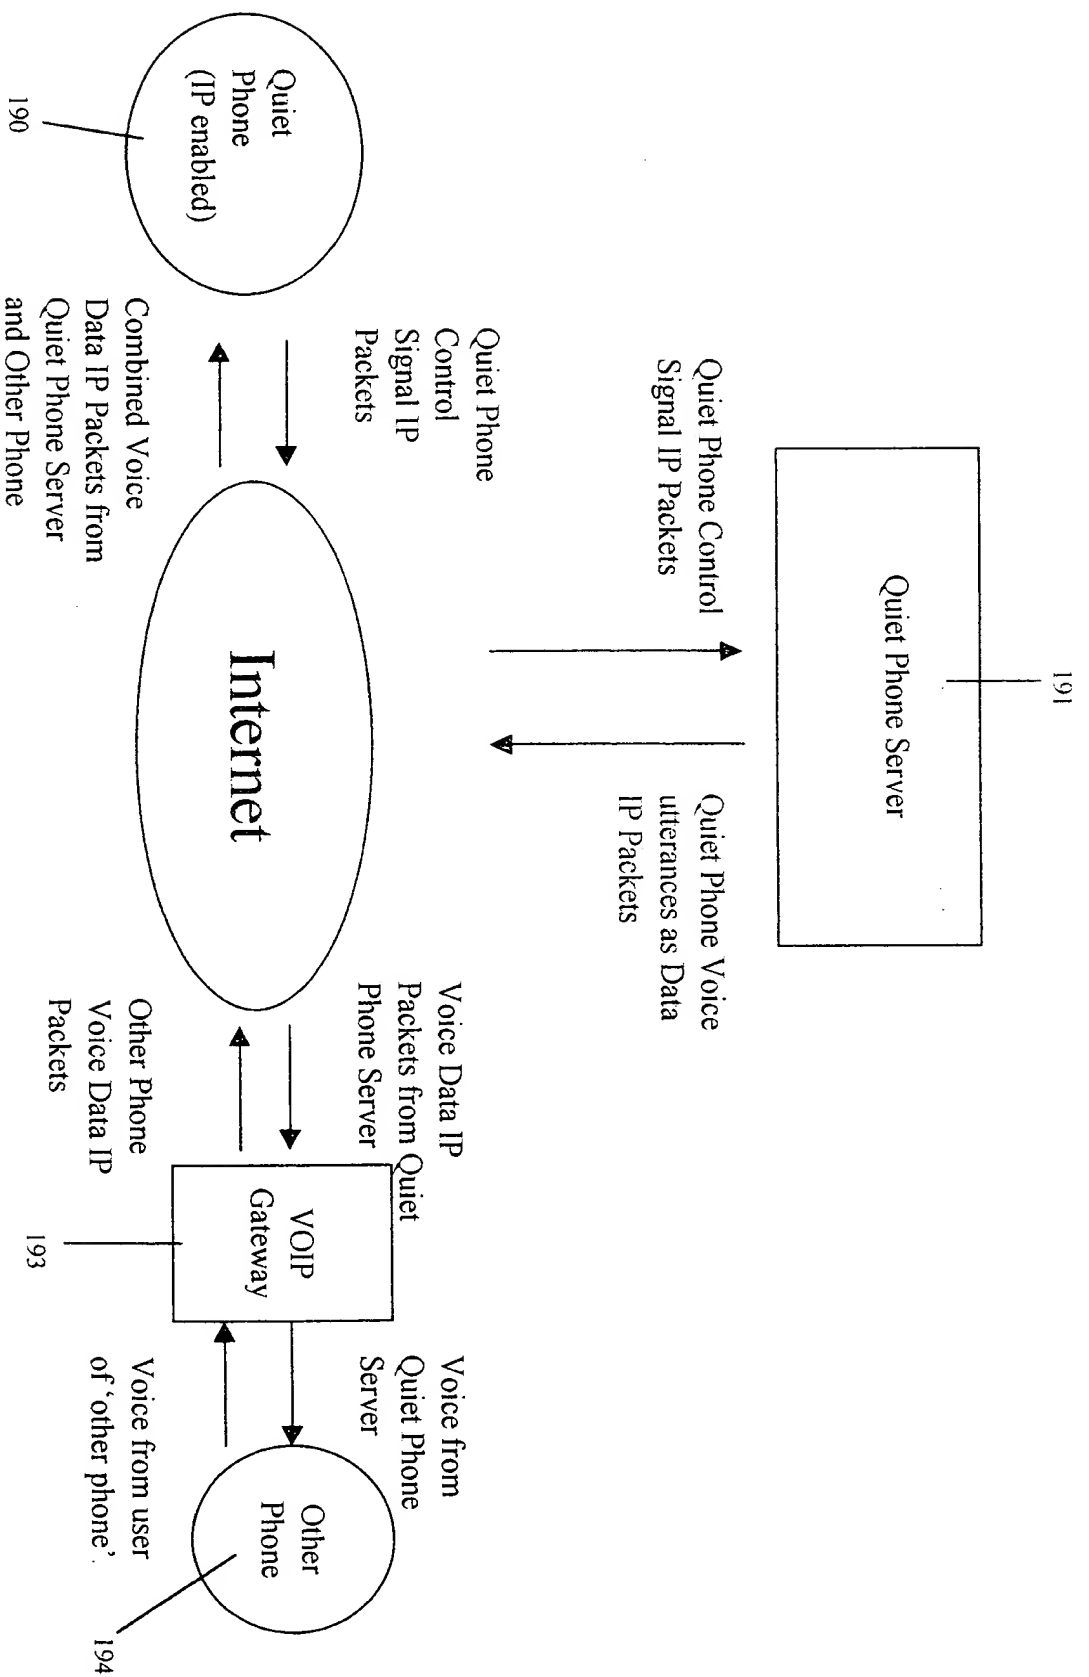 191
Quiet Phone Server
Quiet Phone Control
Signal IP Packets
Quiet Phone Voice
utterances as Data
IP Packets
Quiet Phone
Control
Signal IP
Packets
Voice Data IP
Packets from Quiet
Phone Server
Voice from
Quiet Phone
Server
Quiet
Phone
(IP enabled)
Internet
VOIP
Gateway
Other
Phone
190
Combined Voice
Data IP Packets from
Quiet Phone Server
and Other Phone
Other Phone
Voice Data IP
Packets
193
Voice from user
of ‘other phone’.
194